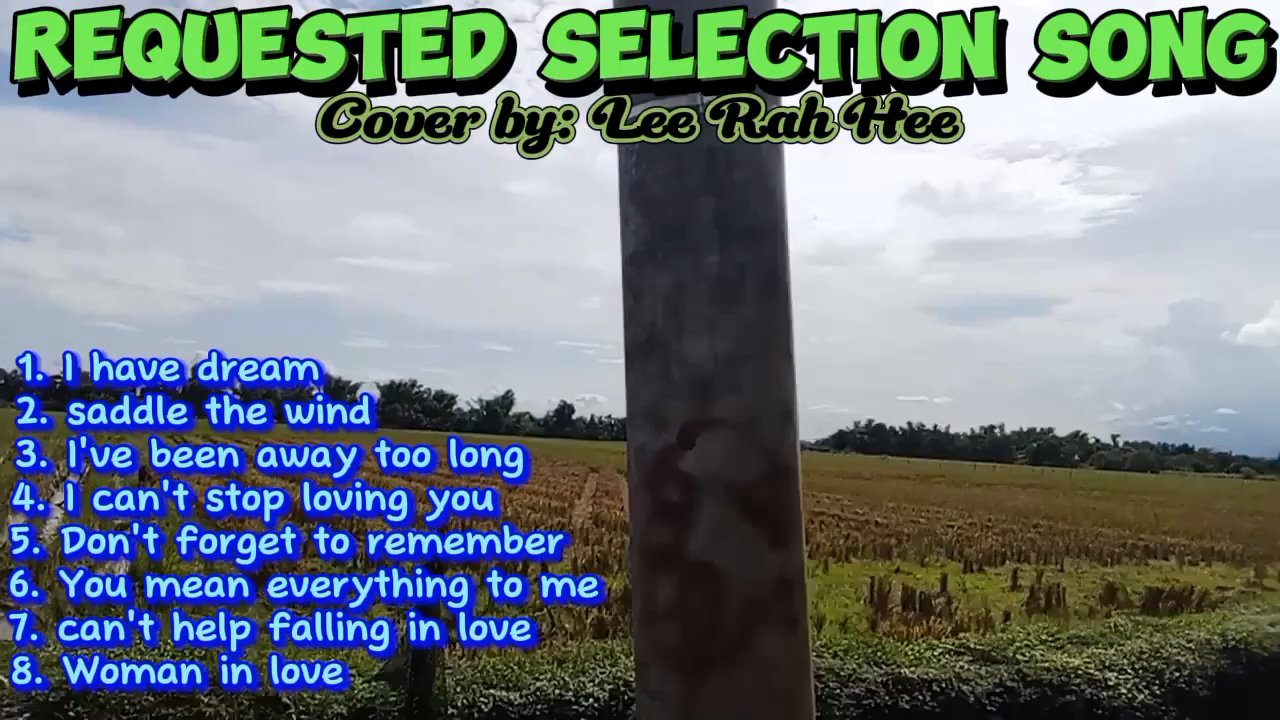 REQUESTED SELECTION SONG
Cover by: Lee Rah Hee
1. I have dream
2. saddle the wind
3. I've been away too long
4. I can't stop loving you
5. Don't forget to remember
6. You mean everything to me
7. can't help falling in love
8. Woman in love